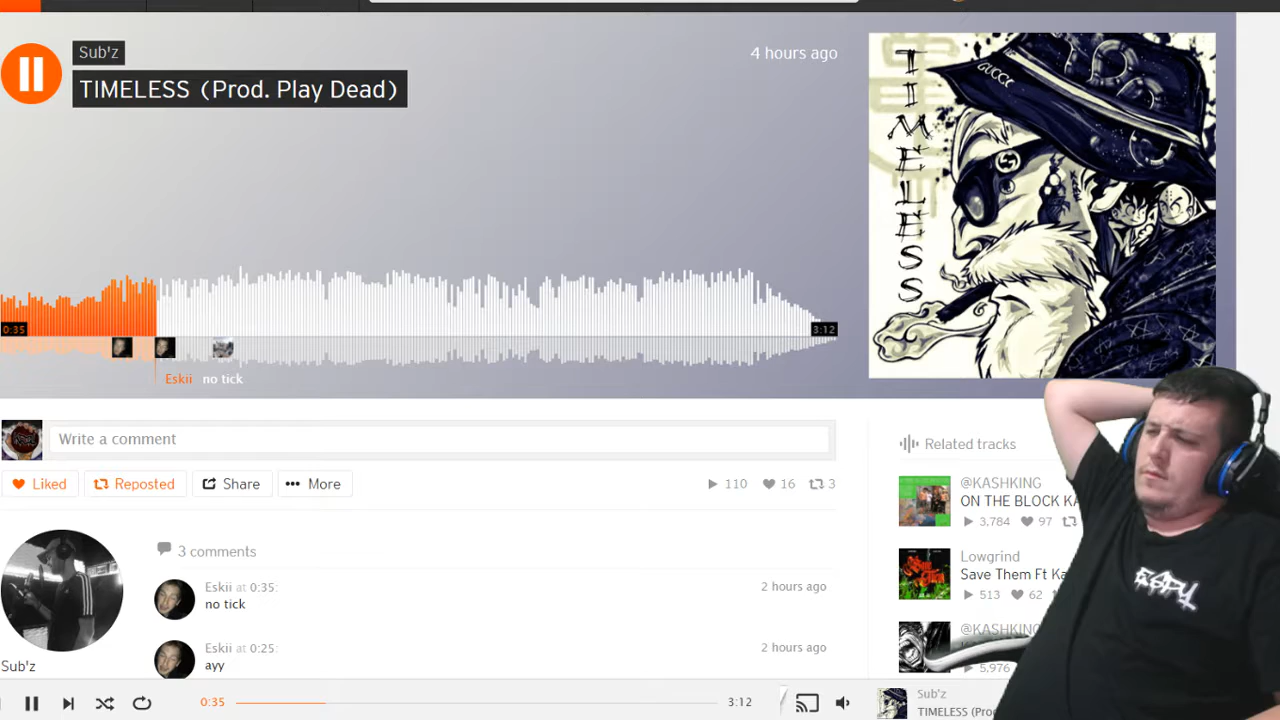 Sub'z
4 hours ago
TIMELESS (Prod. Play Dead)
GUCCI
TIMELESS
0:35
3:12
Eskii no tick
Write a comment
Liked
Reposted
Share
More
110
16
3
Related tracks
@KASHKING
ON THE BLOCK KA
3,784
97
3 comments
Lowgrind
Save Them Ft Ka
513
62
Eskii at 0:35:
2 hours ago
no tick
@KASHKING
5,976
Eskii at 0:25:
2 hours ago
ayy
Sub'z
0:35
3:12
Sub'z
TIMELESS (Pro